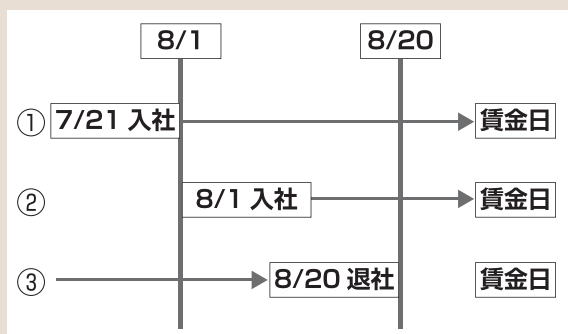 8/1 8/20
① 7/21 入社 賃金日
② 8/1 入社 賃金日
③ 8/20 退社 賃金日